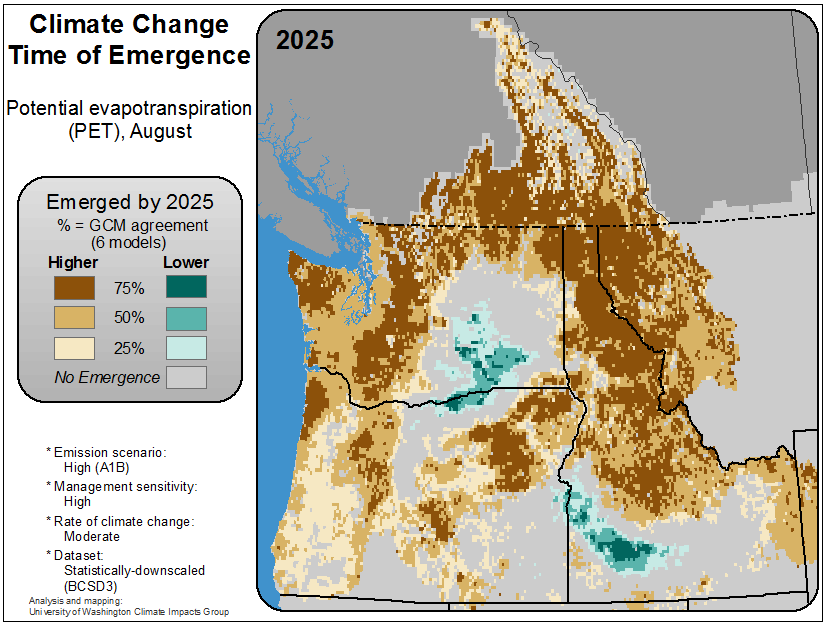 Climate Change
Time of Emergence
2025
Potential evapotranspiration
(PET), August
Emerged by 2025
% = GCM agreement
(6 models)
Higher Lower
75%
50%
25%
No Emergence
* Emission scenario:
High (A1B)
* Management sensitivity:
High
* Rate of climate change:
Moderate
* Dataset:
Statistically-downscaled
(BCSD3)
Analysis and mapping:
University of Washington Climate Impacts Group